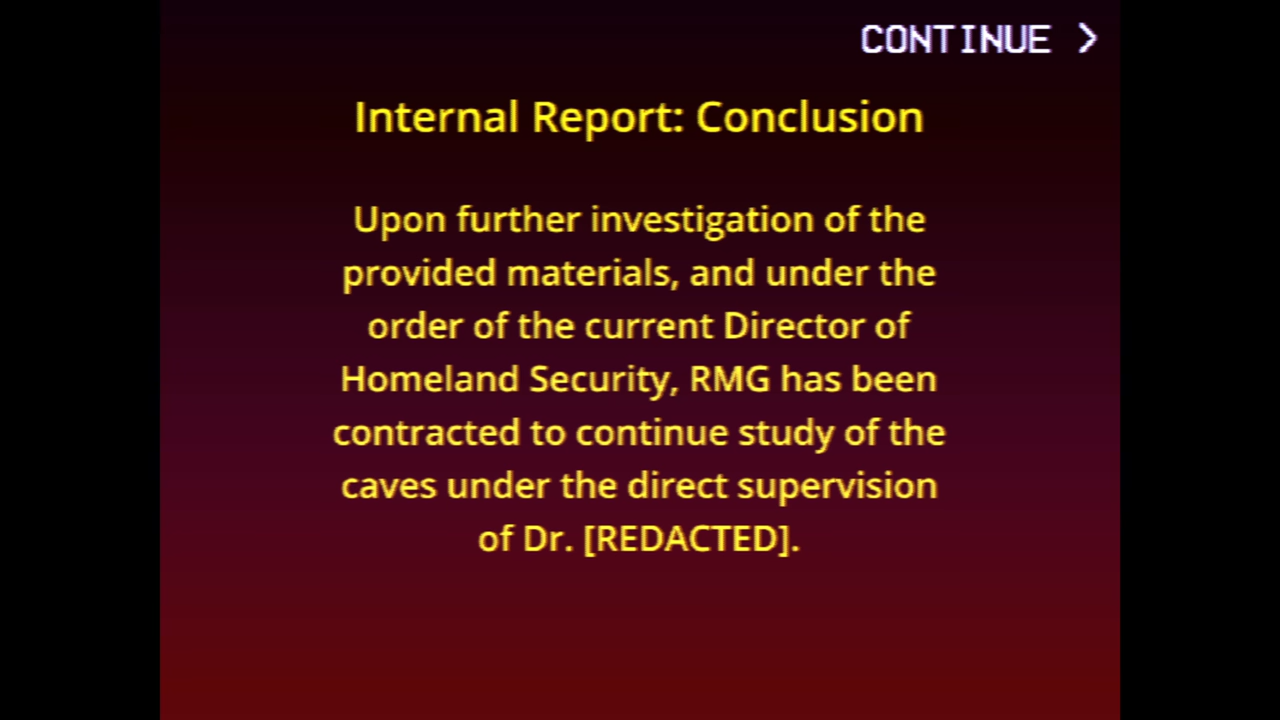 CONTINUE >
Internal Report: Conclusion
Upon further investigation of the
provided materials, and under the
order of the current Director of
Homeland Security, RMG has been
contracted to continue study of the
caves under the direct supervision
of Dr. [REDACTED].